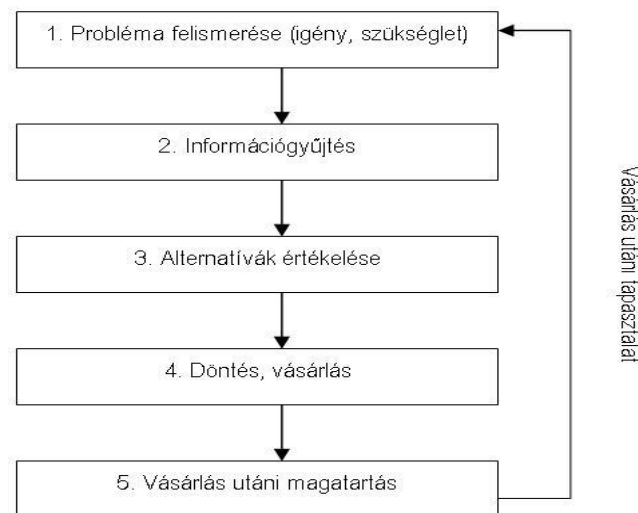 1. Probléma felismerése (igény, szükséglet)
2. Információgyűjtés
3. Alternatívák értékelése
4. Döntés, vásárlás
5. Vásárlás utáni magatartás
Vásárlás utáni tapasztalat